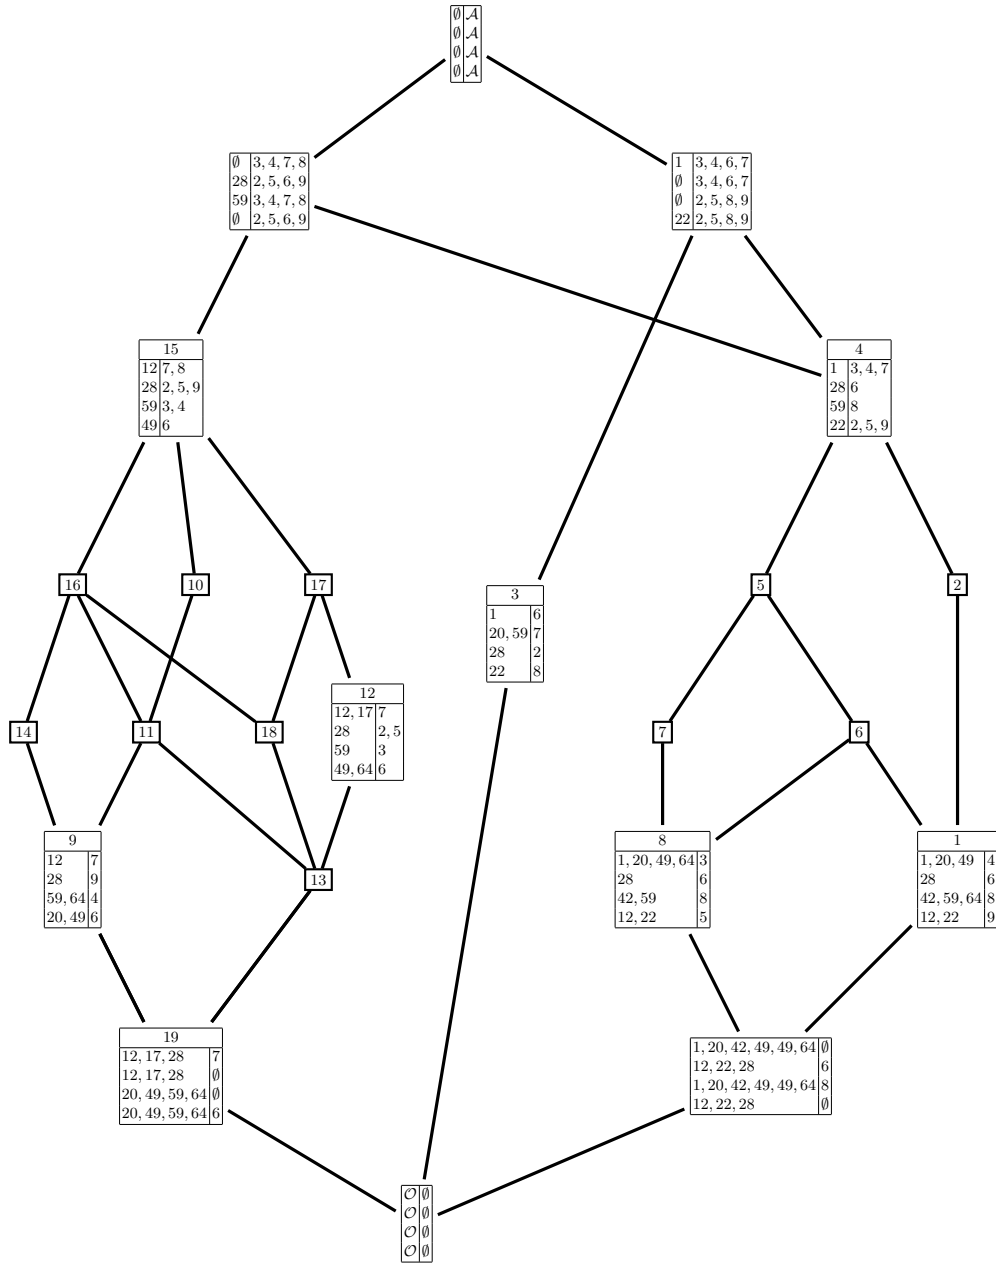 ∅ 𝒜
∅ 𝒜
∅ 𝒜
∅ 𝒜
∅ 3, 4, 7, 8
28 2, 5, 6, 9
59 3, 4, 7, 8
∅ 2, 5, 6, 9
1 3, 4, 6, 7
∅ 3, 4, 6, 7
∅ 2, 5, 8, 9
22 2, 5, 8, 9
15
12 7, 8
28 2, 5, 9
59 3, 4
49 6
4
1 3, 4, 7
28 6
59 8
22 2, 5, 9
16
10
17
3
1 6
20, 59 7
28 2
22 8
5
2
14
11
18
12
12, 17 7
28 2, 5
59 3
49, 64 6
7
6
9
12 7
28 9
59, 64 4
20, 49 6
13
8
1, 20, 49, 64 3
28 6
42, 59 8
12, 22 5
1
1, 20, 49 4
28 6
42, 59, 64 8
12, 22 9
19
12, 17, 28 7
12, 17, 28 ∅
20, 49, 59, 64 ∅
20, 49, 59, 64 6
1, 20, 42, 49, 49, 64 ∅
12, 22, 28 6
1, 20, 42, 49, 49, 64 8
12, 22, 28 ∅
𝒪 ∅
𝒪 ∅
𝒪 ∅
𝒪 ∅